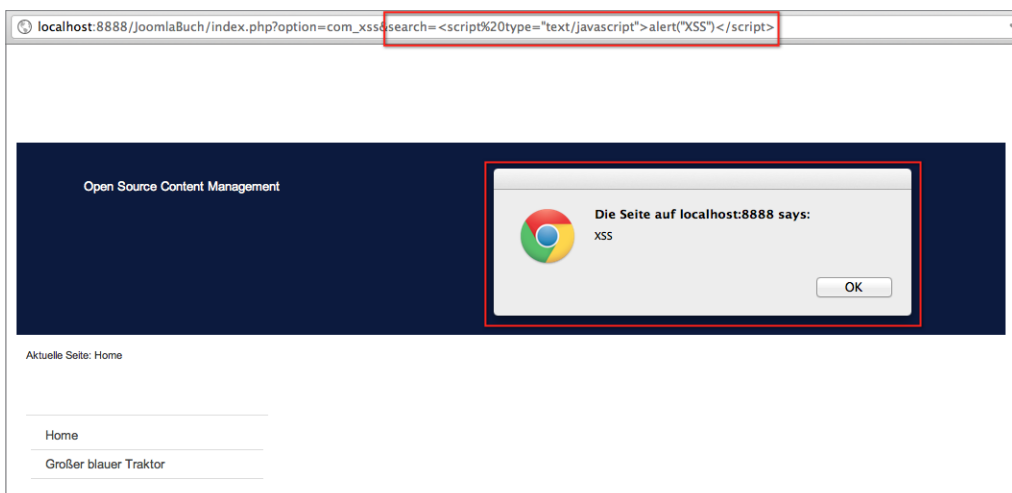 localhost:8888/JoomlaBuch/index.php?option=com_xss&search=<script%20type="text/javascript">alert("XSS")</script>
Open Source Content Management
Die Seite auf localhost:8888 says:
XSS
OK
Aktuelle Seite: Home
Home
Großer blauer Traktor